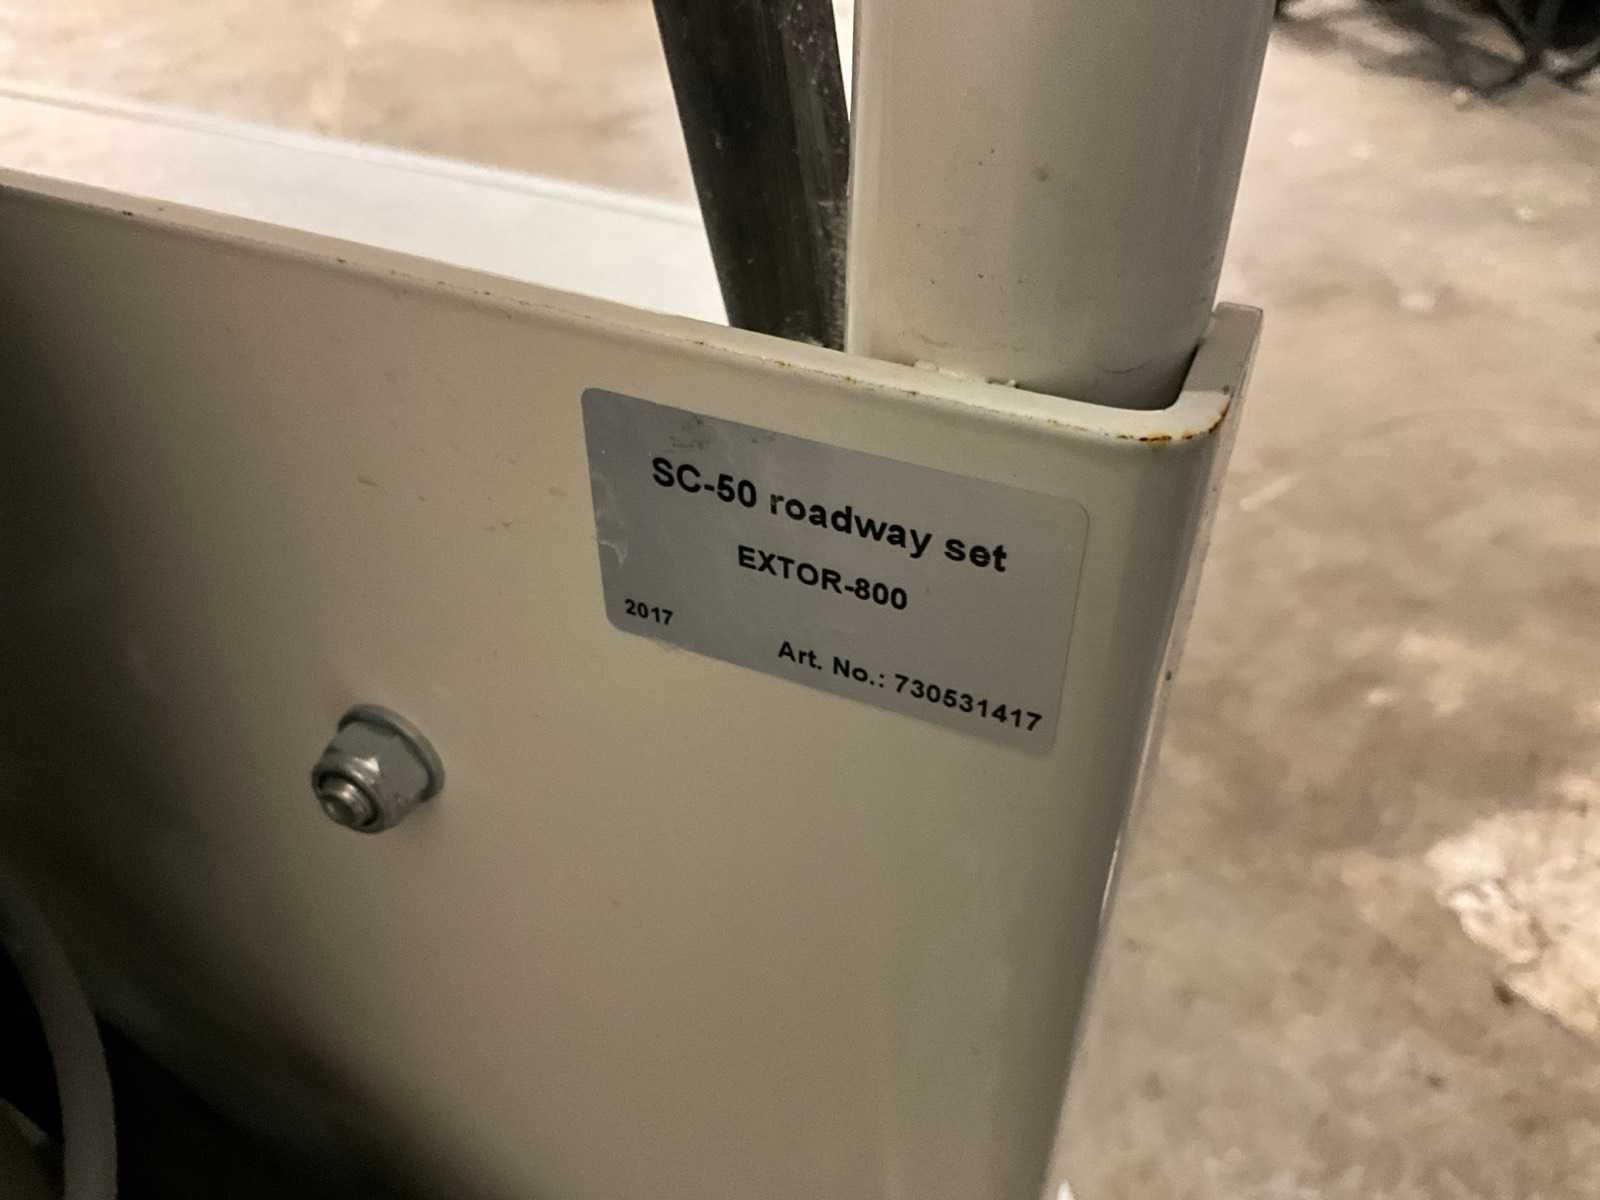 SC-50 roadway set
EXTOR-800
2017
Art. No.: 730531417